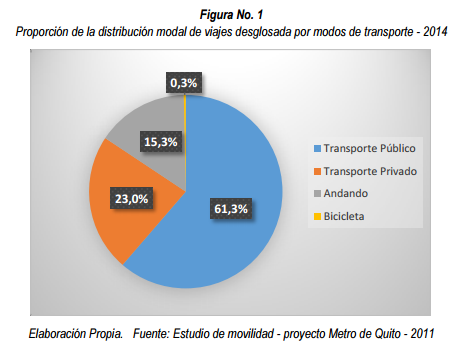 Figura No. 1
Proporción de la distribución modal de viajes desglosada por modos de transporte - 2014
0,3%
15,3%
23,0%
61,3%
Transporte Público
Transporte Privado
Andando
Bicicleta
Elaboración Propia. Fuente: Estudio de movilidad - proyecto Metro de Quito - 2011